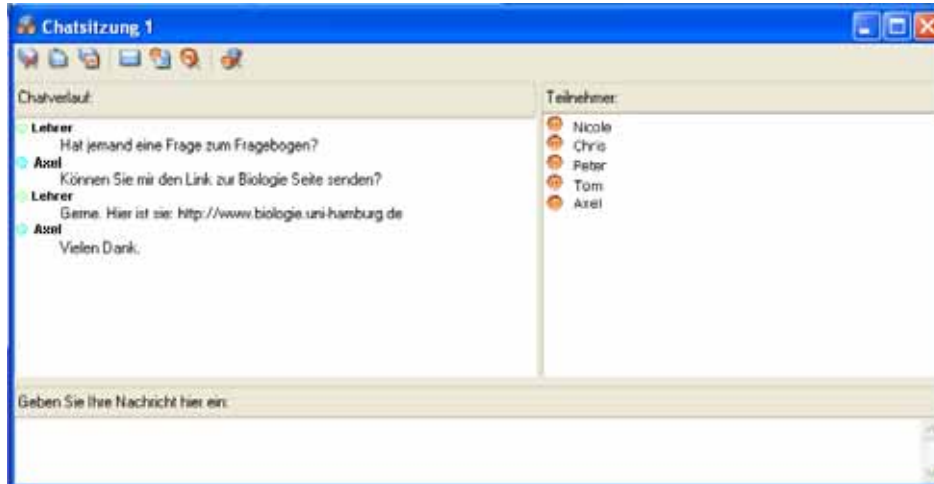 Chatsitzung 1
Chatverlauf:
Lehrer
Hat jemand eine Frage zum Fragebogen?
Axel
Können Sie mir den Link zur Biologie Seite senden?
Lehrer
Gerne. Hier ist sie: http://www.biologie.uni-hamburg.de
Axel
Vielen Dank.
Teilnehmer:
Nicole
Chris
Peter
Tom
Axel
Geben Sie Ihre Nachricht hier ein: